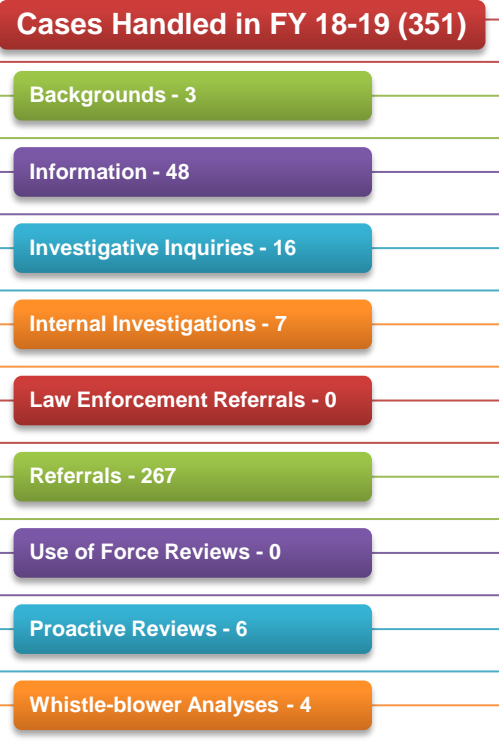 Cases Handled in FY 18-19 (351)
Backgrounds - 3
Information - 48
Investigative Inquiries - 16
Internal Investigations - 7
Law Enforcement Referrals - 0
Referrals - 267
Use of Force Reviews - 0
Proactive Reviews - 6
Whistle-blower Analyses - 4